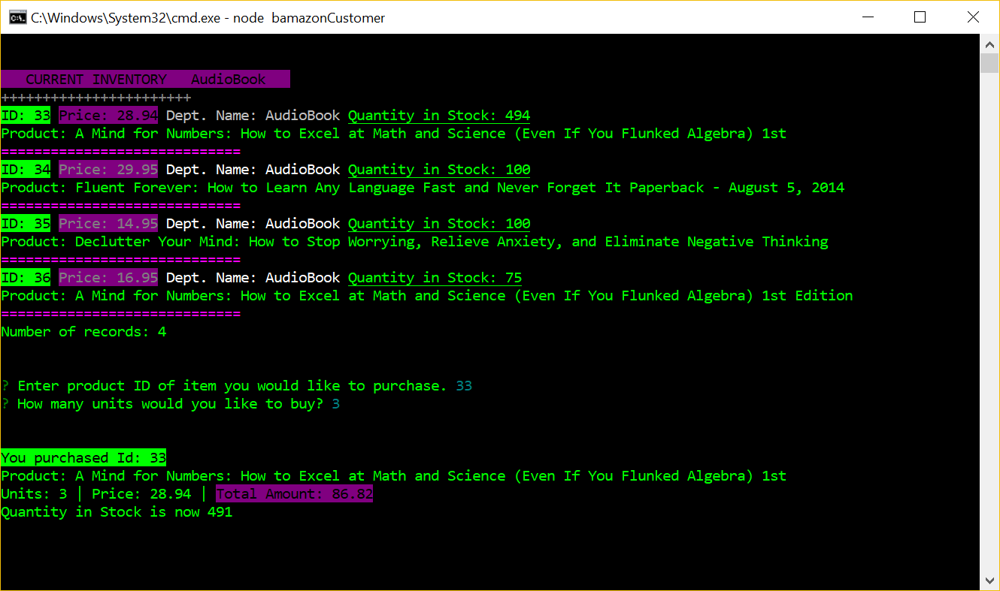 C:\Windows\System32\cmd.exe - node  bamazonCustomer
CURRENT INVENTORY   AudioBook
+++++++++++++++++++++++
ID: 33 Price: 28.94 Dept. Name: AudioBook Quantity in Stock: 494
Product: A Mind for Numbers: How to Excel at Math and Science (Even If You Flunked Algebra) 1st
=============================
ID: 34 Price: 29.95 Dept. Name: AudioBook Quantity in Stock: 100
Product: Fluent Forever: How to Learn Any Language Fast and Never Forget It Paperback - August 5, 2014
=============================
ID: 35 Price: 14.95 Dept. Name: AudioBook Quantity in Stock: 100
Product: Declutter Your Mind: How to Stop Worrying, Relieve Anxiety, and Eliminate Negative Thinking
=============================
ID: 36 Price: 16.95 Dept. Name: AudioBook Quantity in Stock: 75
Product: A Mind for Numbers: How to Excel at Math and Science (Even If You Flunked Algebra) 1st Edition
=============================
Number of records: 4
? Enter product ID of item you would like to purchase. 33
? How many units would you like to buy? 3
You purchased Id: 33
Product: A Mind for Numbers: How to Excel at Math and Science (Even If You Flunked Algebra) 1st
Units: 3 | Price: 28.94 | Total Amount: 86.82
Quantity in Stock is now 491